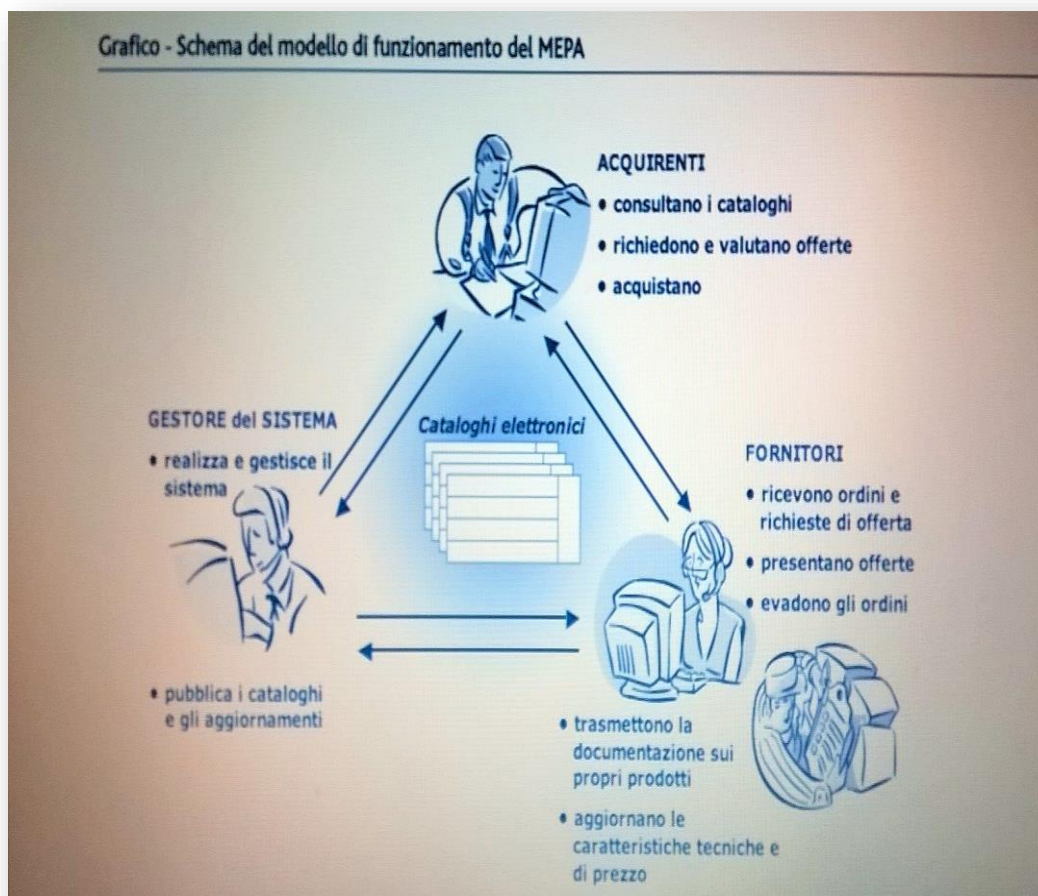 Grafico - Schema del modello di funzionamento del MEPA
ACQUIRENTI
• consultano i cataloghi
• richiedono e valutano offerte
• acquistano
GESTORE del SISTEMA
• realizza e gestisce il
sistema
Cataloghi elettronici
FORNITORI
• ricevono ordini e
richieste di offerta
• presentano offerte
• evadono gli ordini
• pubblica i cataloghi
e gli aggiornamenti
• trasmettono la
documentazione sui
propri prodotti
• aggiornano le
caratteristiche tecniche e
di prezzo